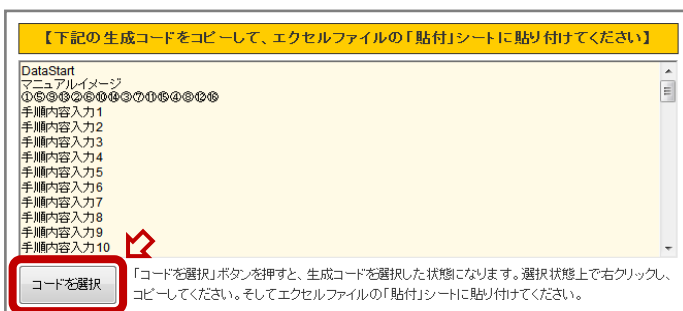 【下記の生成コードをコピーして、エクセルファイルの「貼付」シートに貼り付けてください】
DataStart
マニュアルイメージ
①⑤⑨⑬②⑥⑩⑭③⑦⑪⑮④⑧⑫⑯
手順内容入力1
手順内容入力2
手順内容入力3
手順内容入力4
手順内容入力5
手順内容入力6
手順内容入力7
手順内容入力8
手順内容入力9
手順内容入力10
コードを選択
「コードを選択」ボタンを押すと、生成コードを選択した状態になります。選択状態上で右クリックし、
コピーしてください。そしてエクセルファイルの「貼付」シートに貼り付けてください。